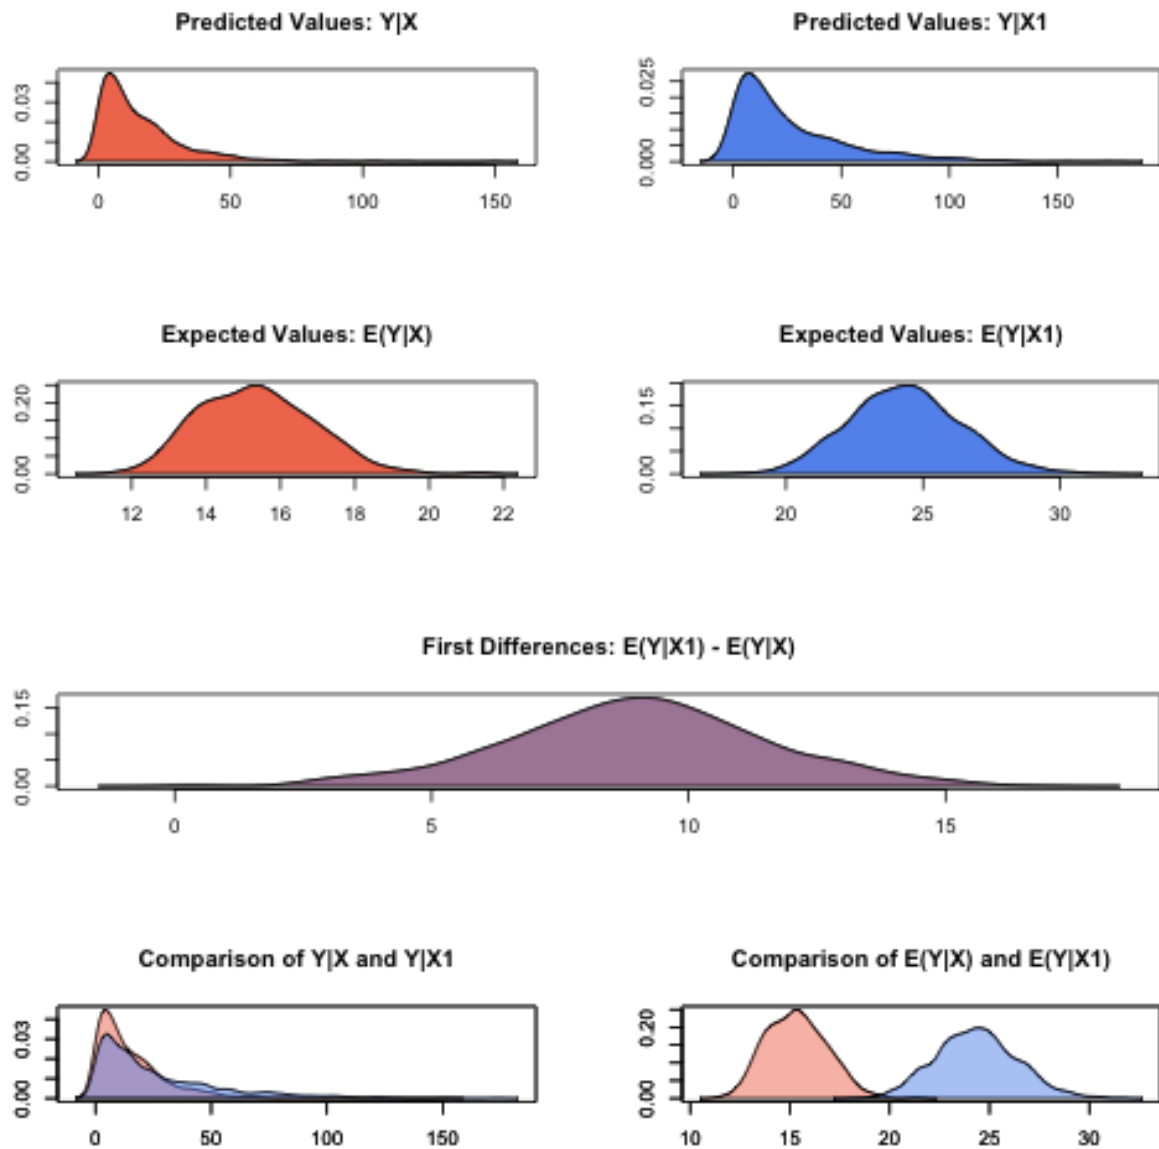 Predicted Values: Y|X
0.03
0.00
0 50 100 150
Predicted Values: Y|X1
0.025
0.000
0 50 100 150
Expected Values: E(Y|X)
0.20
0.00
12 14 16 18 20 22
Expected Values: E(Y|X1)
0.15
0.00
20 25 30
First Differences: E(Y|X1) - E(Y|X)
0.15
0.00
0 5 10 15
Comparison of Y|X and Y|X1
0.03
0.00
0 50 100 150
Comparison of E(Y|X) and E(Y|X1)
0.20
0.00
10 15 20 25 30